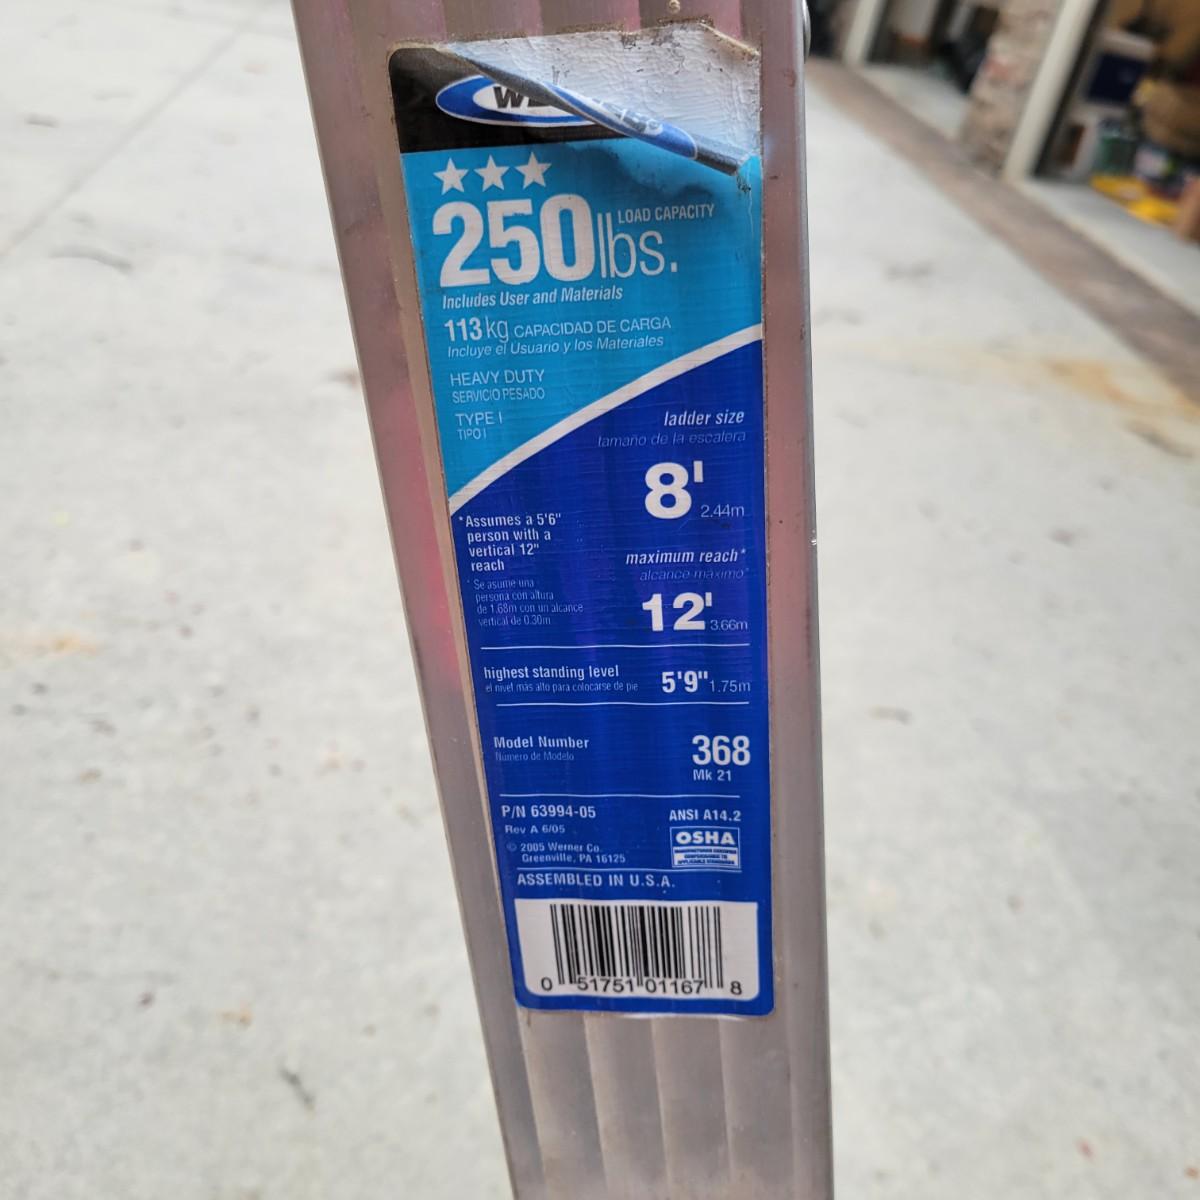 ★★★
250 lbs.
LOAD CAPACITY
Includes User and Materials
113 kg CAPACIDAD DE CARGA
Incluye el Usuario y los Materiales
HEAVY DUTY
SERVICIO PESADO
TYPE I
TIPO I
ladder size
tamaño de la escalera
8' 2.44m
*Assumes a 5'6"
person with a
vertical 12"
reach
* Se asume una
persona con altura
de 1.68m con un alcance
vertical de 0.30m
maximum reach*
alcance máximo*
12' 3.66m
highest standing level
el nivel más alto para colocarse de pie
5'9" 1.75m
Model Number
Número de Modelo
368
Mk 21
P/N 63994-05
Rev A 6/05
© 2005 Werner Co.
Greenville, PA 16125
ANSI A14.2
OSHA
ASSEMBLED IN U.S.A.
0 51751 01167 8